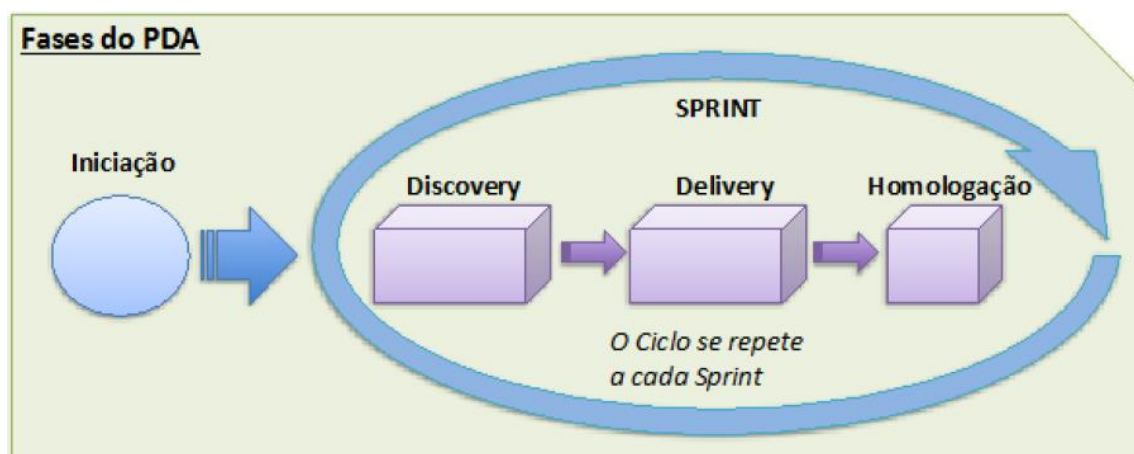 Fases do PDA
SPRINT
Iniciação
Discovery
Delivery
Homologação
O Ciclo se repete
a cada Sprint